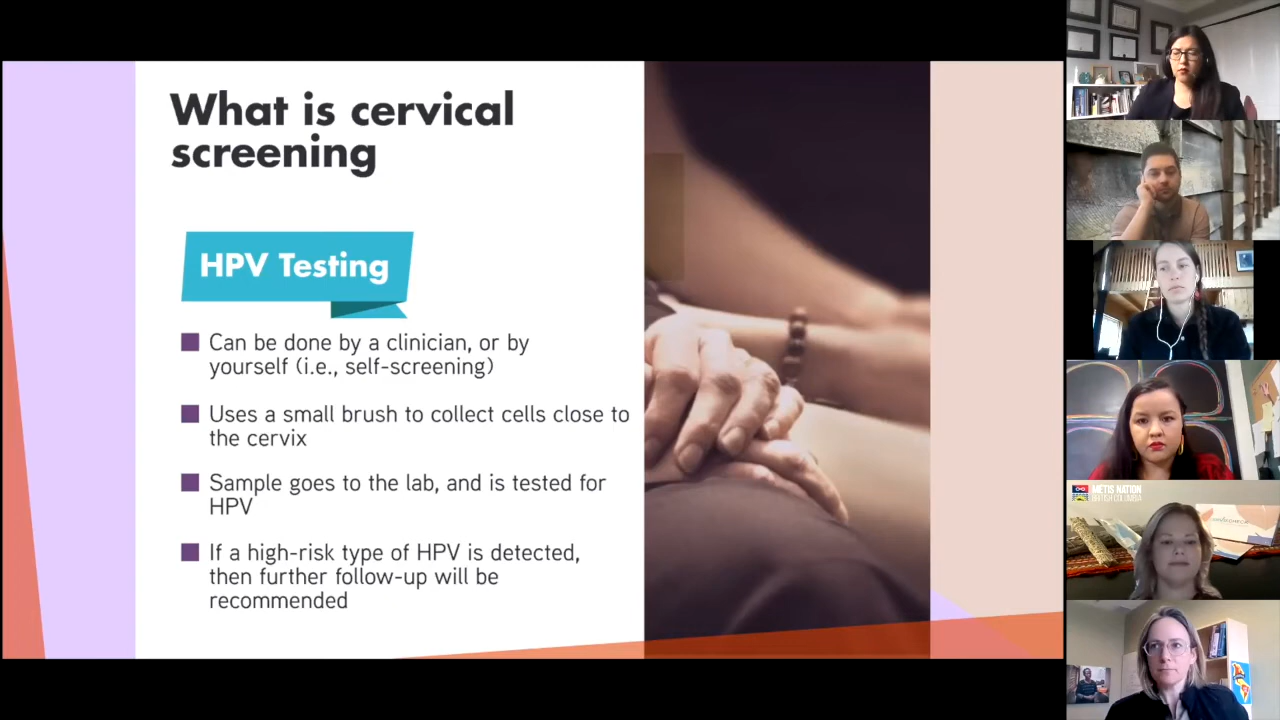 What is cervical
screening
HPV Testing
Can be done by a clinician, or by
yourself (i.e., self-screening)
Uses a small brush to collect cells close to
the cervix
Sample goes to the lab, and is tested for
HPV
If a high-risk type of HPV is detected,
then further follow-up will be
recommended
MÉTIS NATION
BRITISH COLUMBIA